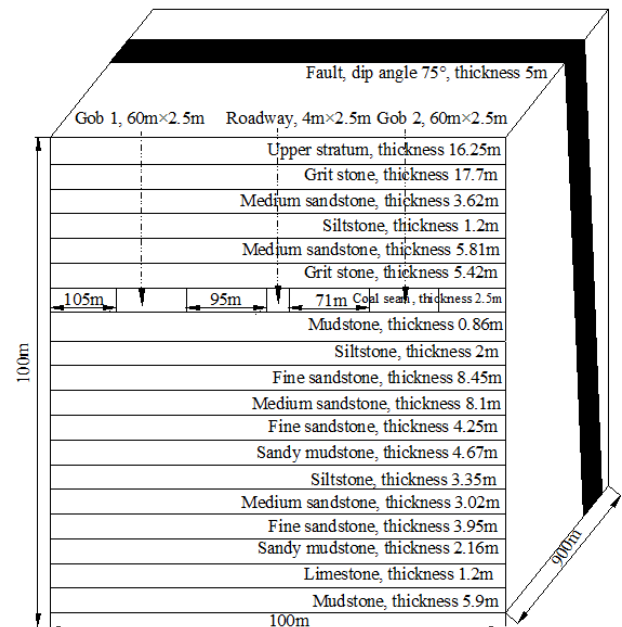 Fault, dip angle 75°, thickness 5m
Gob 1, 60m×2.5m Roadway, 4m×2.5m Gob 2, 60m×2.5m
Upper stratum, thickness 16.25m
Grit stone, thickness 17.7m
Medium sandstone, thickness 3.62m
Siltstone, thickness 1.2m
Medium sandstone, thickness 5.81m
Grit stone, thickness 5.42m
105m 95m 71m Coal seam, thickness 2.5m
Mudstone, thickness 0.86m
Siltstone, thickness 2m
Fine sandstone, thickness 8.45m
Medium sandstone, thickness 8.1m
Fine sandstone, thickness 4.25m
Sandy mudstone, thickness 4.67m
Siltstone, thickness 3.35m
Medium sandstone, thickness 3.02m
Fine sandstone, thickness 3.95m
Sandy mudstone, thickness 2.16m
Limestone, thickness 1.2m
Mudstone, thickness 5.9m
100m
100m
900m